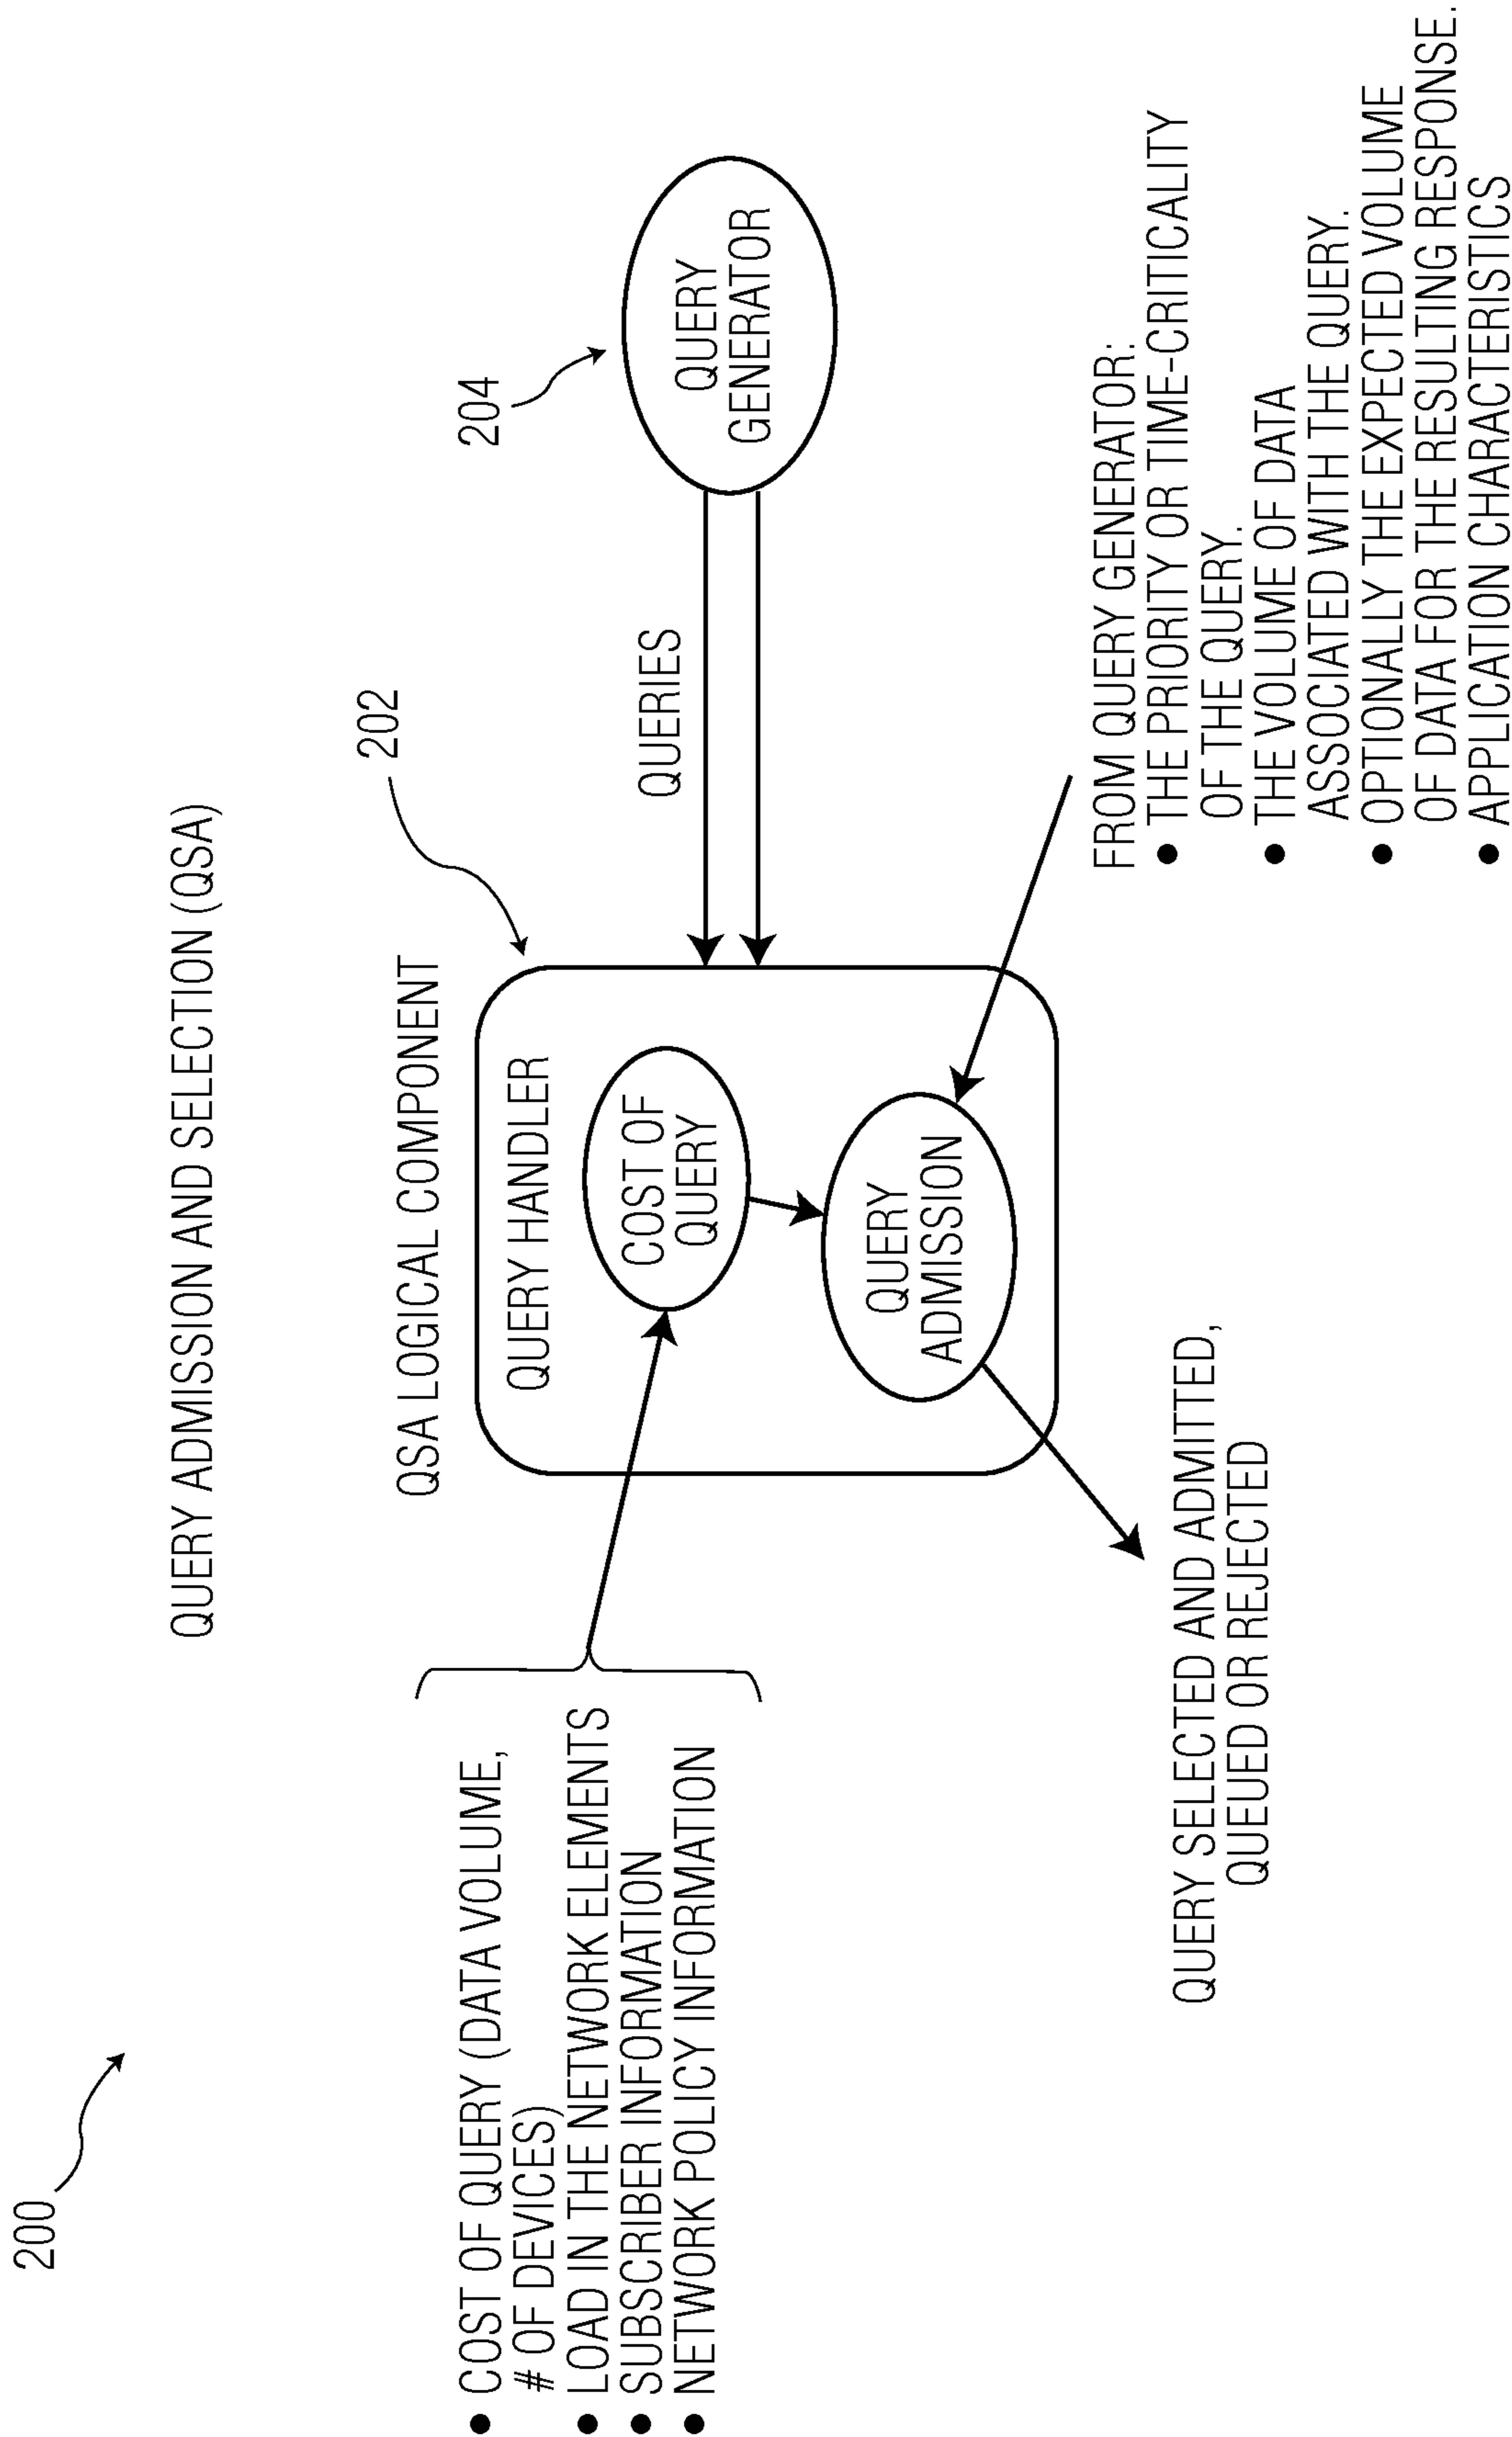 200
QUERY ADMISSION AND SELECTION (QSA)
QSA LOGICAL COMPONENT
202
204
• COST OF QUERY (DATA VOLUME,
# OF DEVICES)
• LOAD IN THE NETWORK ELEMENTS
• SUBSCRIBER INFORMATION
• NETWORK POLICY INFORMATION
QUERY HANDLER
COST OF
QUERY
QUERY
ADMISSION
QUERIES
QUERY
GENERATOR
QUERY SELECTED AND ADMITTED,
QUEUED OR REJECTED
FROM QUERY GENERATOR:
• THE PRIORITY OR TIME-CRITICALITY
OF THE QUERY.
• THE VOLUME OF DATA
ASSOCIATED WITH THE QUERY.
• OPTIONALLY THE EXPECTED VOLUME
OF DATA FOR THE RESULTING RESPONSE.
• APPLICATION CHARACTERISTICS